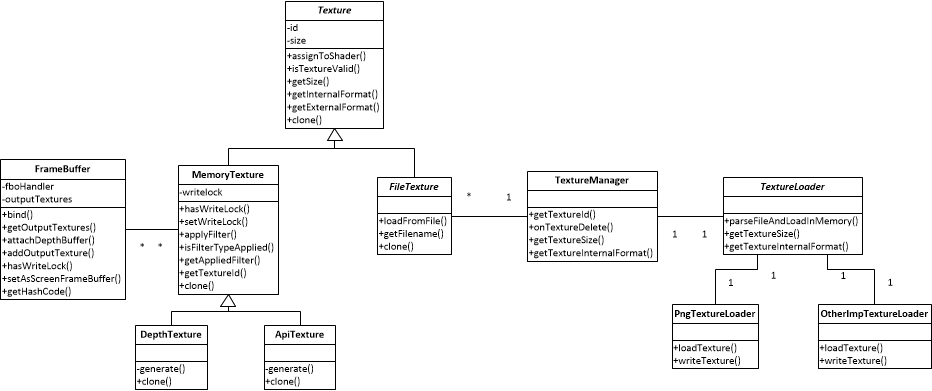 Texture
-id
-size
+assignToShader()
+isTextureValid()
+getSize()
+getInternalFormat()
+getExternalFormat()
+clone()
FrameBuffer
-fboHandler
-outputTextures
+bind()
+getOutputTextures()
+attachDepthBuffer()
+addOutputTexture()
+hasWriteLock()
+setAsScreenFrameBuffer()
+getHashCode()
* *
MemoryTexture
-writelock
+hasWriteLock()
+setWriteLock()
+applyFilter()
+isFilterTypeApplied()
+getAppliedFilter()
+getTextureId()
+clone()
FileTexture
+loadFromFile()
+getFilename()
+clone()
* 1
TextureManager
+getTextureId()
+onTextureDelete()
+getTextureSize()
+getTextureInternalFormat()
1 1
TextureLoader
+parseFileAndLoadInMemory()
+getTextureSize()
+getTextureInternalFormat()
1
1
1
1
DepthTexture
-generate()
+clone()
ApiTexture
-generate()
+clone()
PngTextureLoader
+loadTexture()
+writeTexture()
OtherImpTextureLoader
+loadTexture()
+writeTexture()